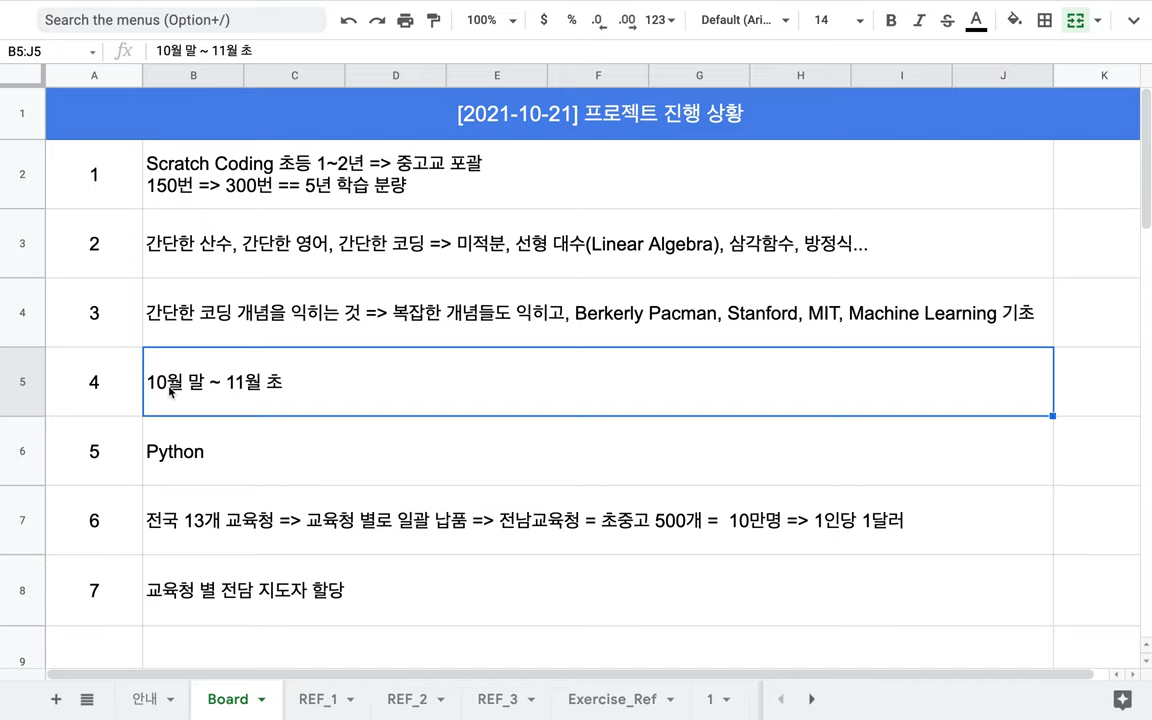 Search the menus (Option+/)
100%
$
%
.0
.00
123
Default (Ari...
14
B
I
S
A
B5:J5
fx
10월 말 ~ 11월 초
A
B
C
D
E
F
G
H
I
J
K
1
[2021-10-21] 프로젝트 진행 상황
2
1
Scratch Coding 초등 1~2년 => 중고교 포괄
150번 => 300번 == 5년 학습 분량
3
2
간단한 산수, 간단한 영어, 간단한 코딩 => 미적분, 선형 대수(Linear Algebra), 삼각함수, 방정식...
4
3
간단한 코딩 개념을 익히는 것 => 복잡한 개념들도 익히고, Berkerly Pacman, Stanford, MIT, Machine Learning 기초
5
4
10월 말 ~ 11월 초
6
5
Python
7
6
전국 13개 교육청 => 교육청 별로 일괄 납품 => 전남교육청 = 초중고 500개 = 10만명 => 1인당 1달러
8
7
교육청 별 전담 지도자 할당
9
+
안내
Board
REF_1
REF_2
REF_3
Exercise_Ref
1